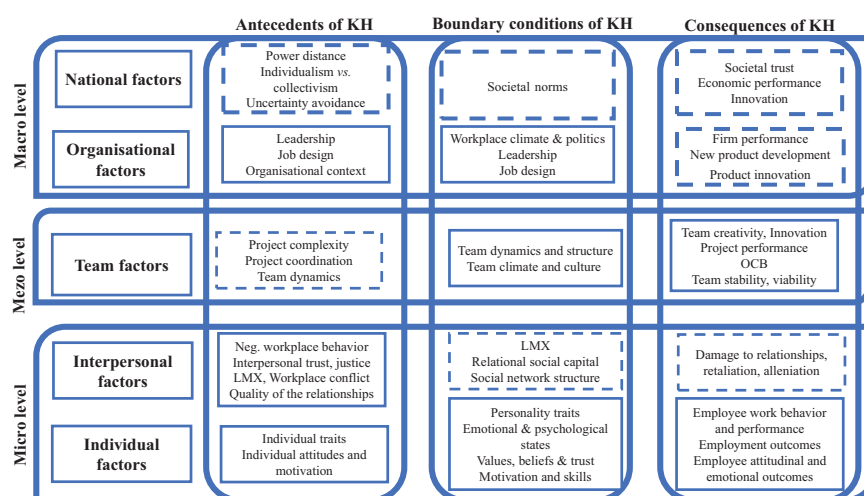 Antecedents of KH
Boundary conditions of KH
Consequences of KH
Macro level
National factors
Power distance
Individualism vs.
collectivism
Uncertainty avoidance
Societal norms
Societal trust
Economic performance
Innovation
Organisational
factors
Leadership
Job design
Organisational context
Workplace climate & politics
Leadership
Job design
Firm performance
New product development
Product innovation
Mezo level
Team factors
Project complexity
Project coordination
Team dynamics
Team dynamics and structure
Team climate and culture
Team creativity, Innovation
Project performance
OCB
Team stability, viability
Micro level
Interpersonal
factors
Neg. workplace behavior
Interpersonal trust, justice
LMX, Workplace conflict
Quality of the relationships
LMX
Relational social capital
Social network structure
Damage to relationships,
retaliation, alleniation
Individual
factors
Individual traits
Individual attitudes and
motivation
Personality traits
Emotional & psychological
states
Values, beliefs & trust
Motivation and skills
Employee work behavior
and performance
Employment outcomes
Employee attitudinal and
emotional outcomes